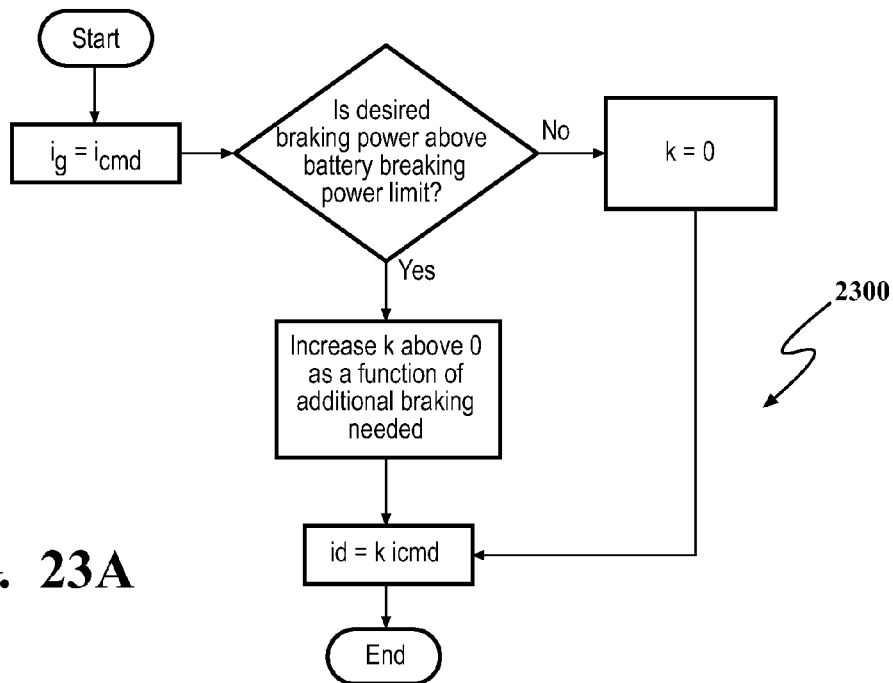 Start
i_g = i_cmd
Is desired
braking power above
battery breaking
power limit?
No
k = 0
Yes
2300
Increase k above 0
as a function of
additional braking
needed
id = k icmd
23A
End